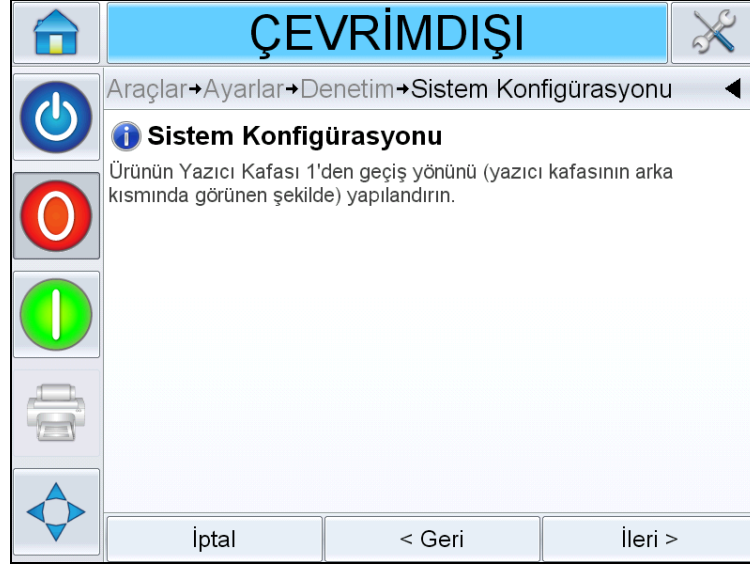 ÇEVRİMDIŞI
Araçlar→Ayarlar→Denetim→Sistem Konfigürasyonu
Sistem Konfigürasyonu
Ürünün Yazıcı Kafası 1'den geçiş yönünü (yazıcı kafasının arka
kısmında görünen şekilde) yapılandırın.
İptal
< Geri
İleri >